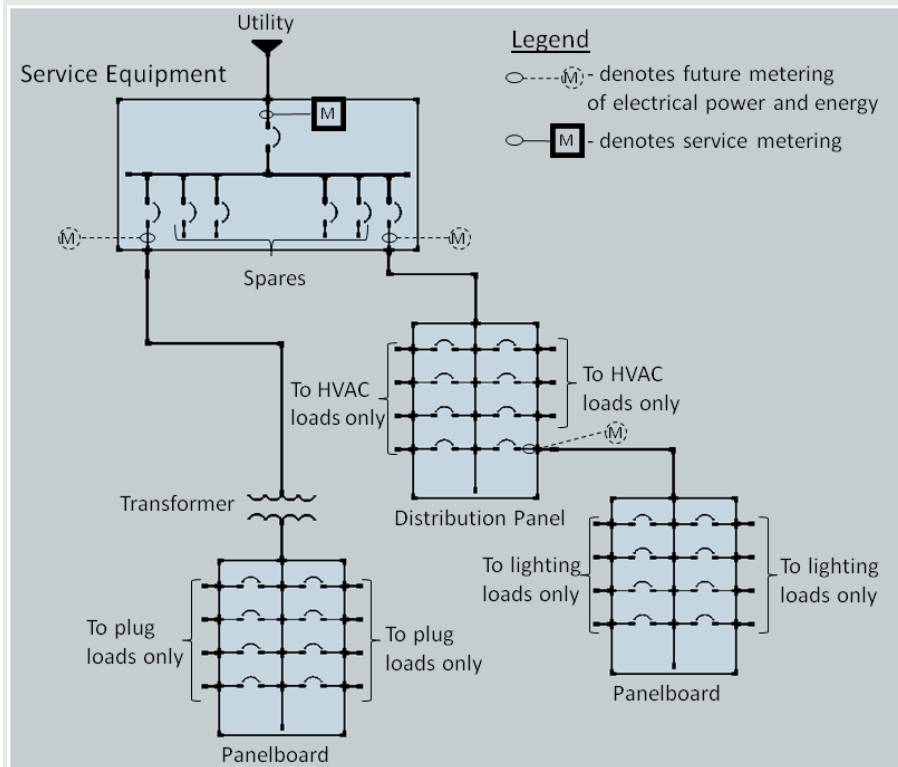 Utility
Legend
Service Equipment
M
M - denotes future metering
of electrical power and energy
M - denotes service metering
M
M
Spares
To HVAC
loads only
To HVAC
loads only
M
Transformer
Distribution Panel
To lighting
loads only
To lighting
loads only
To plug
loads only
To plug
loads only
Panelboard
Panelboard